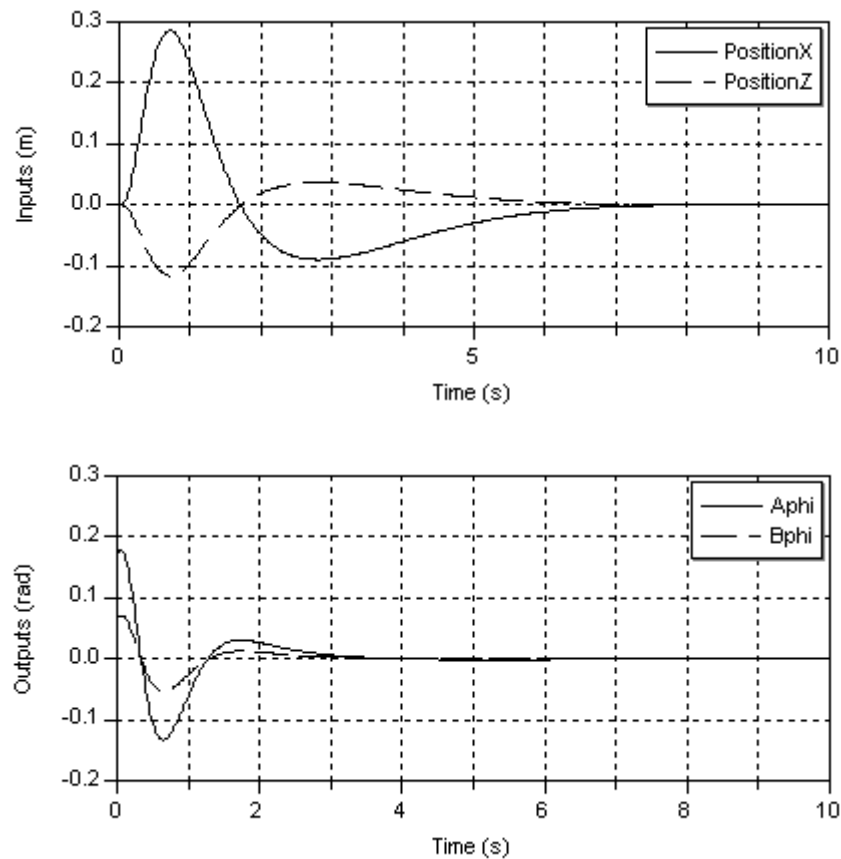 0.3
0.2
0.1
0.0
-0.1
-0.2
Inputs (m)
PositionX
PositionZ
0 5 10
Time (s)
0.3
0.2
0.1
0.0
-0.1
-0.2
Outputs (rad)
Aphi
Bphi
0 2 4 6 8 10
Time (s)